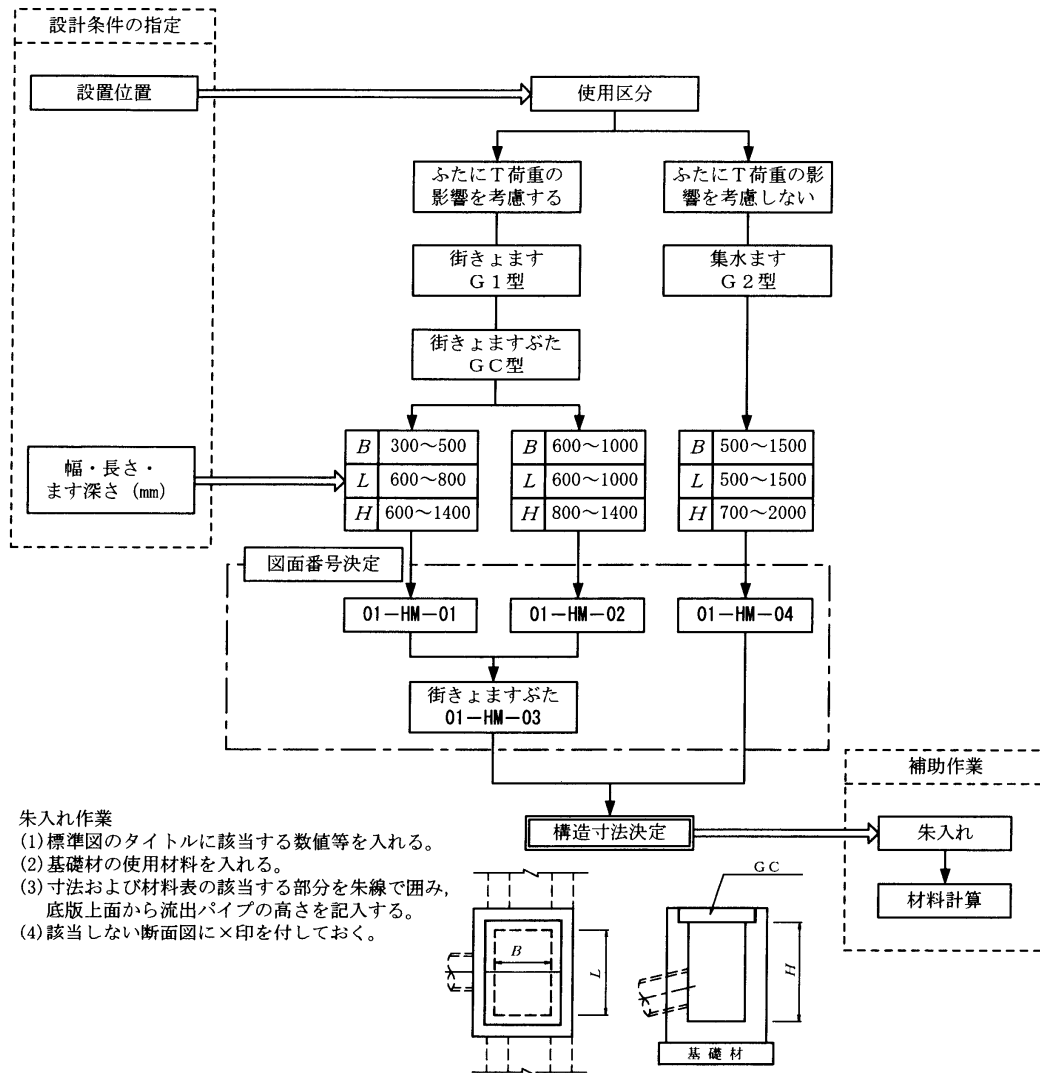 設計条件の指定
設置位置
使用区分
ふたにT荷重の
影響を考慮する
ふたにT荷重の影
響を考慮しない
街きょます
G1型
集水ます
G2型
街きょますぶた
GC型
幅・長さ・
ます深さ (mm)
B 300~500
L 600~800
H 600~1400
B 600~1000
L 600~1000
H 800~1400
B 500~1500
L 500~1500
H 700~2000
図面番号決定
01-HM-01
01-HM-02
01-HM-04
街きょますぶた
01-HM-03
補助作業
構造寸法決定
朱入れ
材料計算
朱入れ作業
(1)標準図のタイトルに該当する数値等を入れる。
(2)基礎材の使用材料を入れる。
(3)寸法および材料表の該当する部分を朱線で囲み,
底版上面から流出パイプの高さを記入する。
(4)該当しない断面図に×印を付しておく。
B
L
GC
H
基礎材